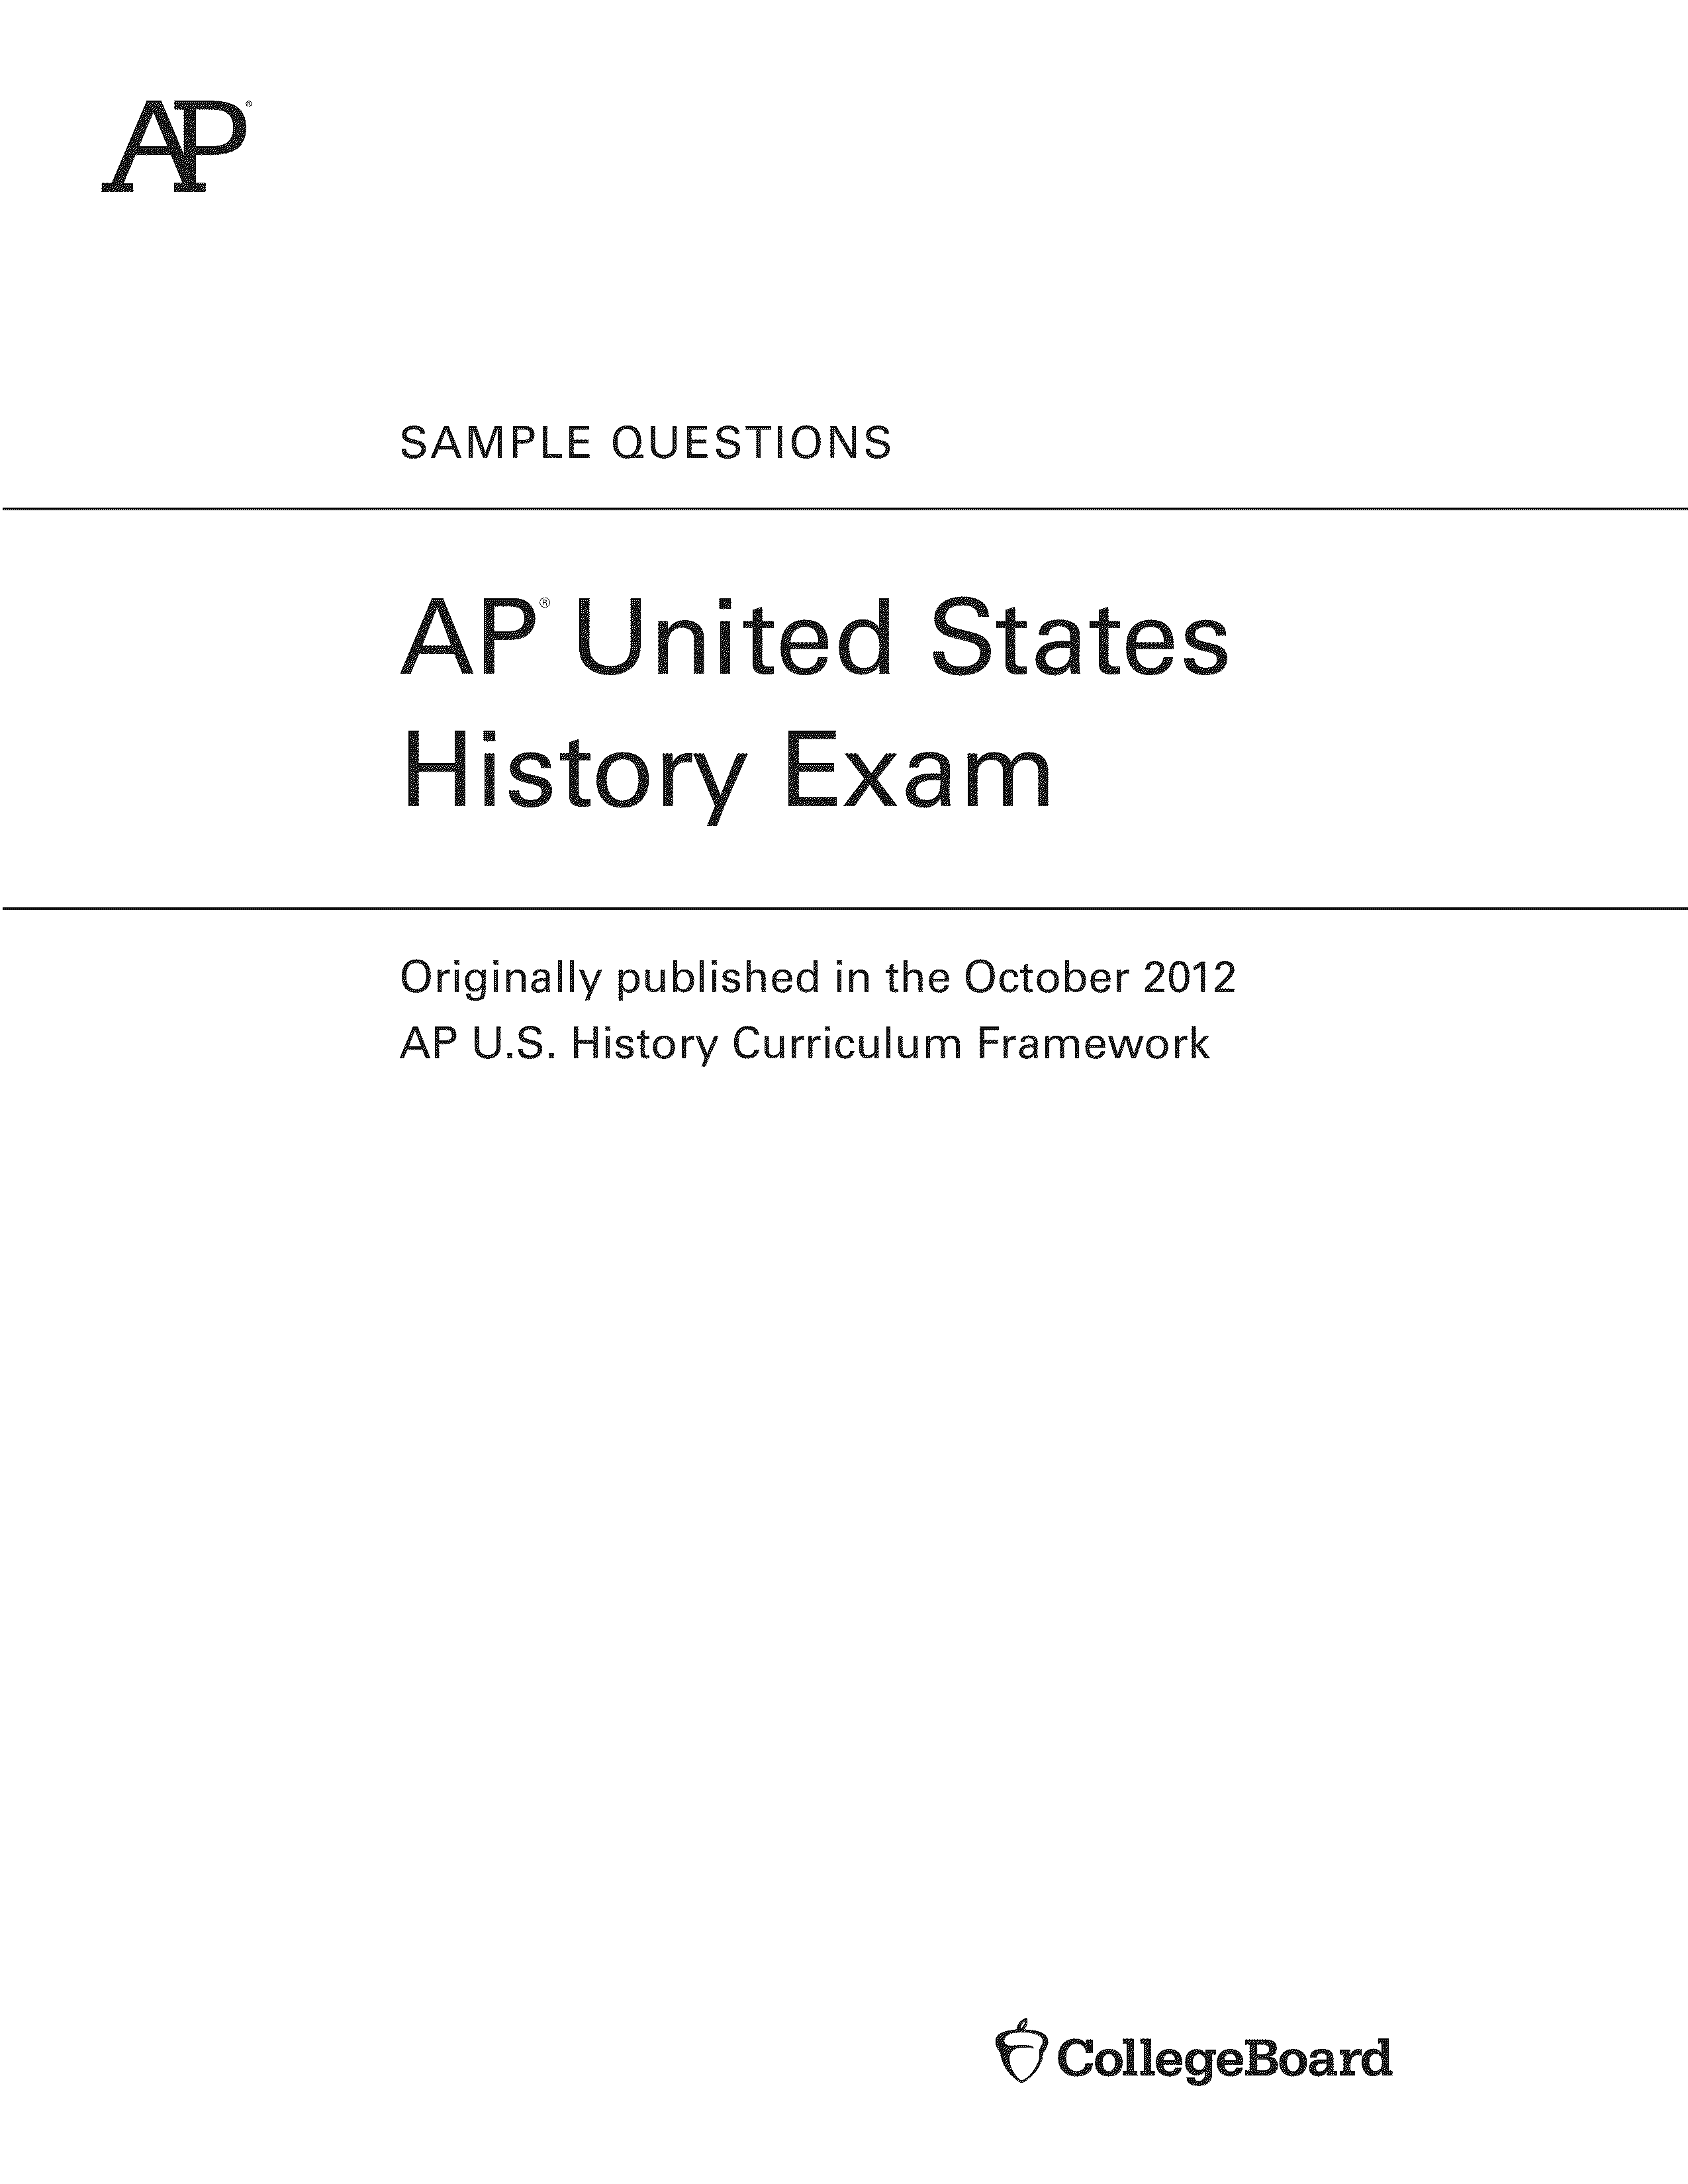 AP®
SAMPLE QUESTIONS
AP® United States
History Exam
Originally published in the October 2012
AP U.S. History Curriculum Framework
CollegeBoard